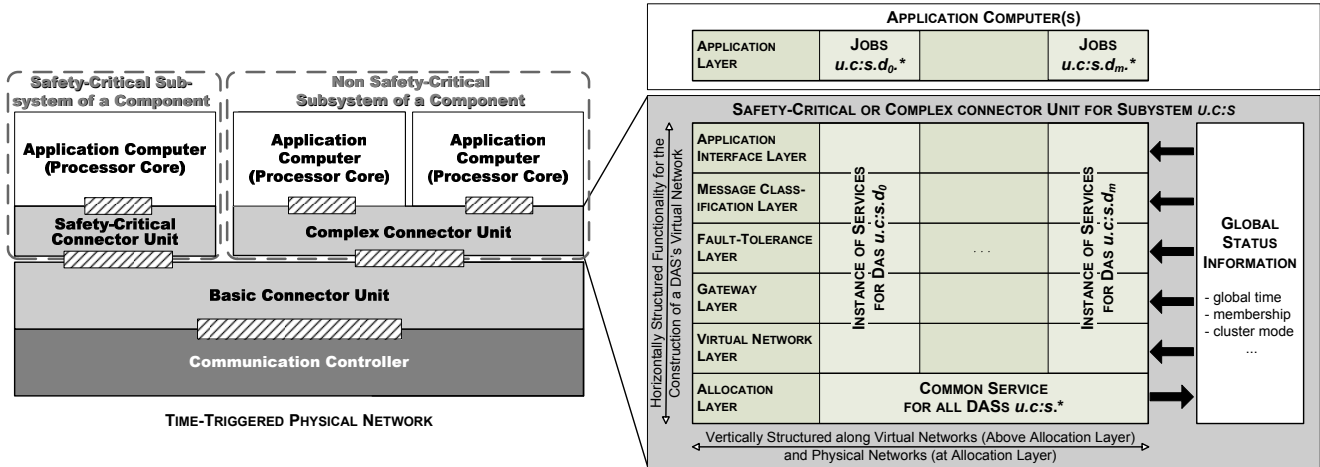 Safety-Critical Sub-
system of a Component
Non Safety-Critical
Subsystem of a Component
Application Computer
(Processor Core)
Application
Computer
(Processor Core)
Application
Computer
(Processor Core)
Safety-Critical
Connector Unit
Complex Connector Unit
Basic Connector Unit
Communication Controller
TIME-TRIGGERED PHYSICAL NETWORK
APPLICATION COMPUTER(S)
APPLICATION
LAYER
JOBS
u.c:s.d0.*
JOBS
u.c:s.dm.*
SAFETY-CRITICAL OR COMPLEX CONNECTOR UNIT FOR SUBYSTEM u.c:s
Horizontally Structured Functionality for the
Construction of a DAS's Virtual Network
APPLICATION
INTERFACE LAYER
MESSAGE CLASS-
IFICATION LAYER
FAULT-TOLERANCE
LAYER
GATEWAY
LAYER
VIRTUAL NETWORK
LAYER
ALLOCATION
LAYER
INSTANCE OF SERVICES
FOR DAS u.c:s.d0
...
INSTANCE OF SERVICES
FOR DAS u.c:s.dm
COMMON SERVICE
FOR ALL DASS u.c:s.*
GLOBAL
STATUS
INFORMATION
- global time
- membership
- cluster mode
...
Vertically Structured along Virtual Networks (Above Allocation Layer)
and Physical Networks (at Allocation Layer)